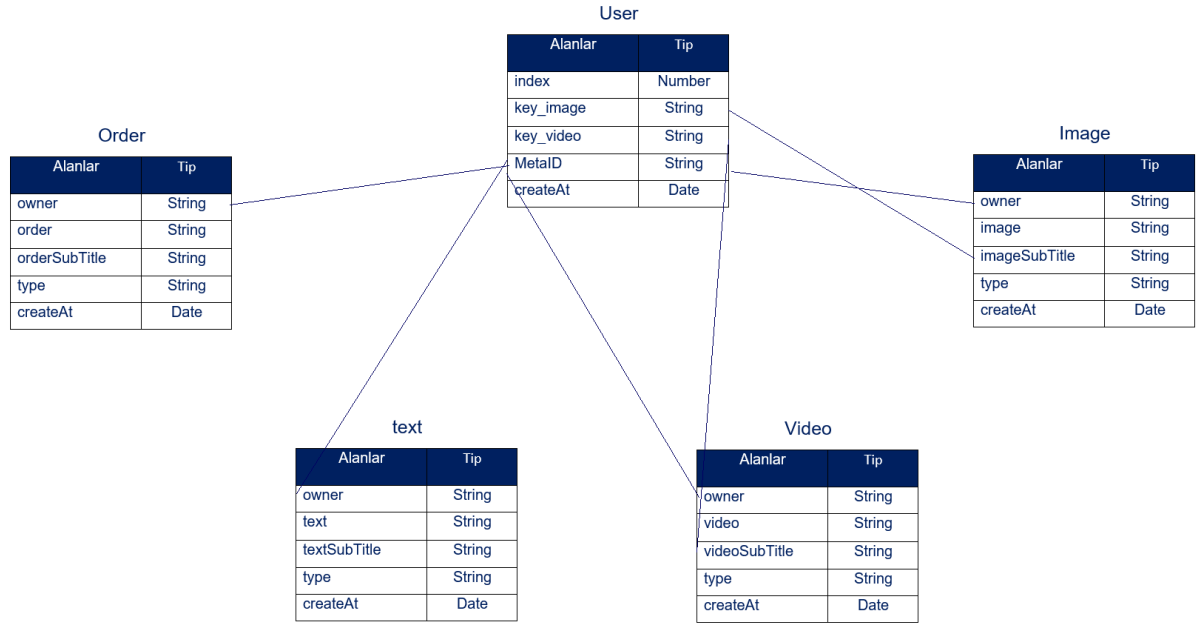 User
Alanlar Tip
index Number
key_image String
key_video String
MetaID String
createAt Date
Order
Alanlar Tip
owner String
order String
orderSubTitle String
type String
createAt Date
Image
Alanlar Tip
owner String
image String
imageSubTitle String
type String
createAt Date
text
Alanlar Tip
owner String
text String
textSubTitle String
type String
createAt Date
Video
Alanlar Tip
owner String
video String
videoSubTitle String
type String
createAt Date